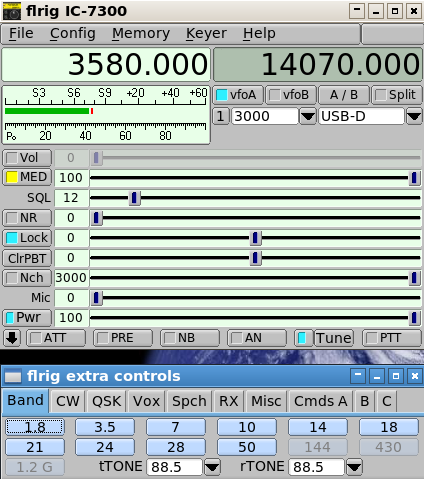 flrig IC-7300
File Config Memory Keyer Help
3580.000 14070.000
S3 S6 S9 +20 +40 +60
Po 20 40 60 80
vfoA vfoB A / B Split
1 3000 USB-D
Vol 0
MED 100
SQL 12
NR 0
Lock 0
ClrPBT 0
Nch 3000
Mic 0
Pwr 100
ATT PRE NB AN Tune PTT
flrig extra controls
Band CW QSK Vox Spch RX Misc Cmds A B C
1.8 3.5 7 10 14 18
21 24 28 50 144 430
1.2 G tTONE 88.5 rTONE 88.5